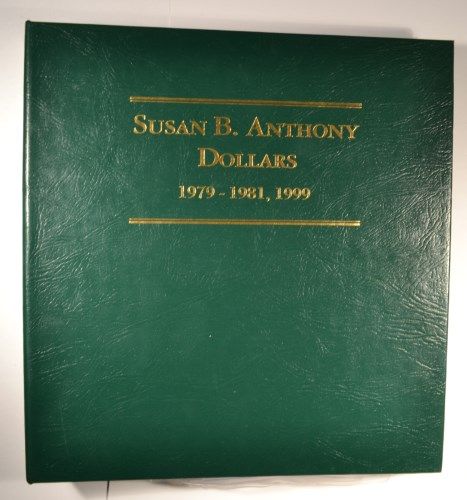 SUSAN B. ANTHONY
DOLLARS
1979 - 1981, 1999